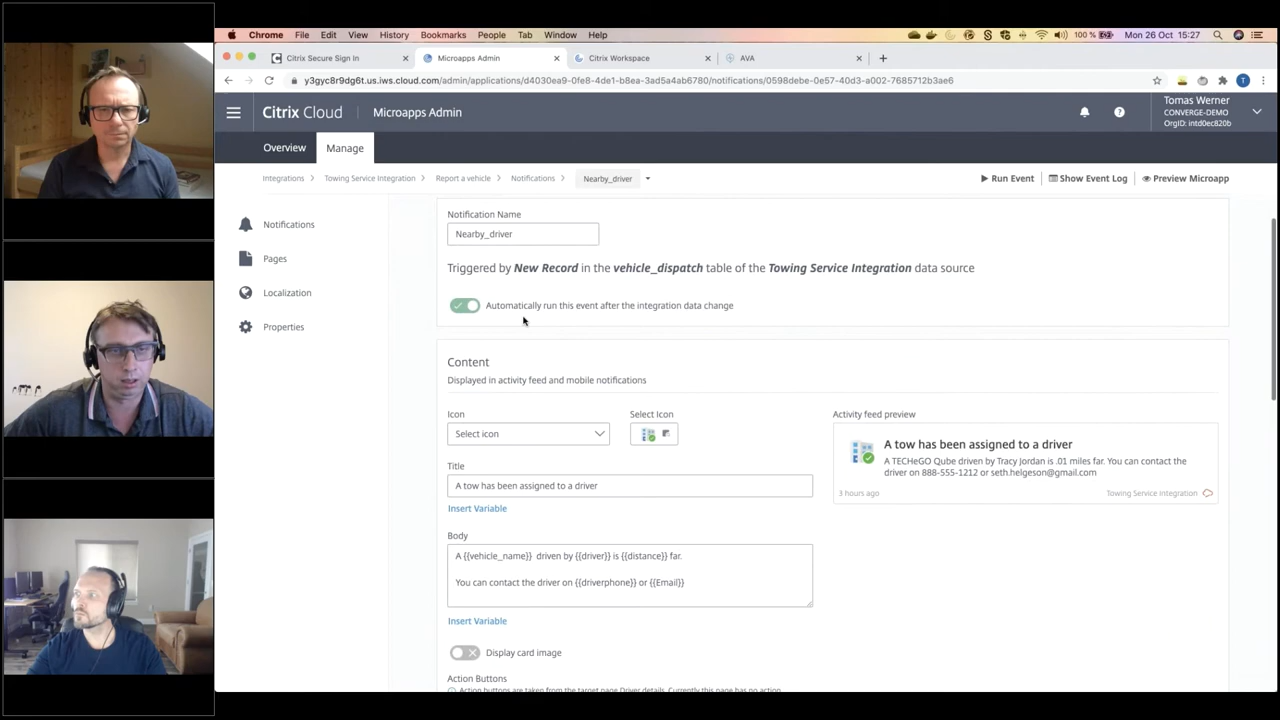 Chrome File Edit View History Bookmarks People Tab Window Help 100 % Mon 26 Oct 15:27
Citrix Secure Sign In Microapps Admin Citrix Workspace AVA
y3gyc8r9dg6t.us.iws.cloud.com/admin/applications/d4030ea9-0fe8-4de1-b8ea-3ad5a4ab6780/notifications/0598debe-0e57-40d3-a002-7685712b3ae6
T
Citrix Cloud Microapps Admin
Tomas Werner
CONVERGE-DEMO
OrgID: intd0ec820b
Overview Manage
Integrations Towing Service Integration Report a vehicle Notifications Nearby_driver Run Event Show Event Log Preview Microapp
Notifications
Pages
Localization
Properties
Notification Name
Nearby_driver
Triggered by New Record in the vehicle_dispatch table of the Towing Service Integration data source
Automatically run this event after the integration data change
Content
Displayed in activity feed and mobile notifications
Icon Select Icon Activity feed preview
Select icon
A tow has been assigned to a driver
A TECHeGO Qube driven by Tracy Jordan is .01 miles far. You can contact the
driver on 888-555-1212 or seth.helgeson@gmail.com
3 hours ago Towing Service Integration
Title
A tow has been assigned to a driver
Insert Variable
Body
A {{vehicle_name}} driven by {{driver}} is {{distance}} far.
You can contact the driver on {{driverphone}} or {{Email}}
Insert Variable
Display card image
Action Buttons
Action buttons are taken from the target page Driver details. Currently this page has no action